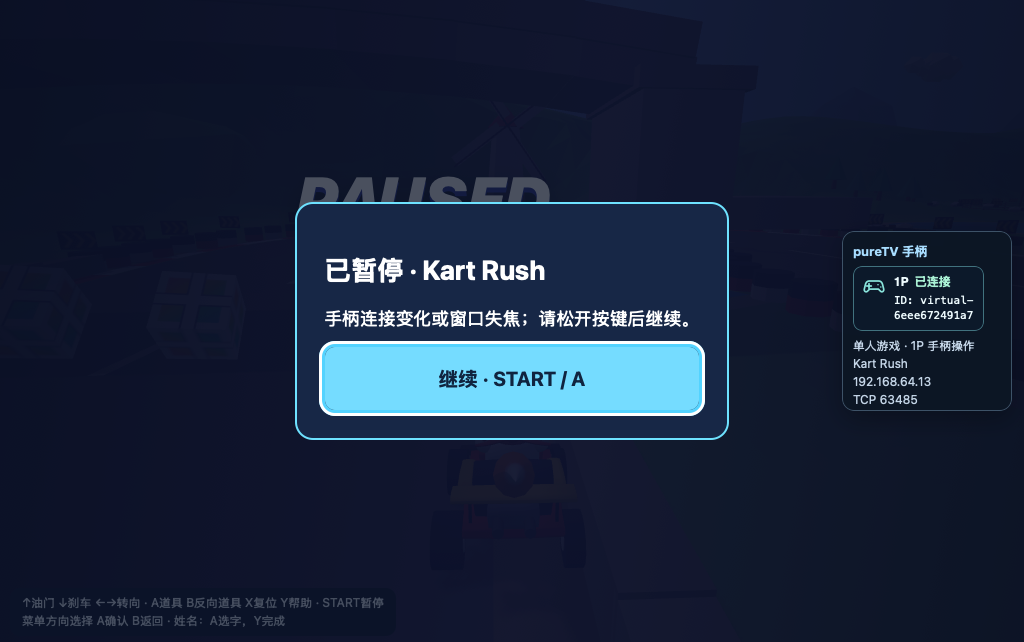 PAUSED
已暂停 · Kart Rush
手柄连接变化或窗口失焦；请松开按键后继续。
继续 · START / A
pureTV 手柄
1P 已连接
ID: virtual-
6eee672491a7
单人游戏 · 1P 手柄操作
Kart Rush
192.168.64.13
TCP 63485
↑油门 ↓刹车 ←→转向 · A道具 B反向道具 X复位 Y帮助 · START暂停
菜单方向选择 A确认 B返回 · 姓名：A选字，Y完成